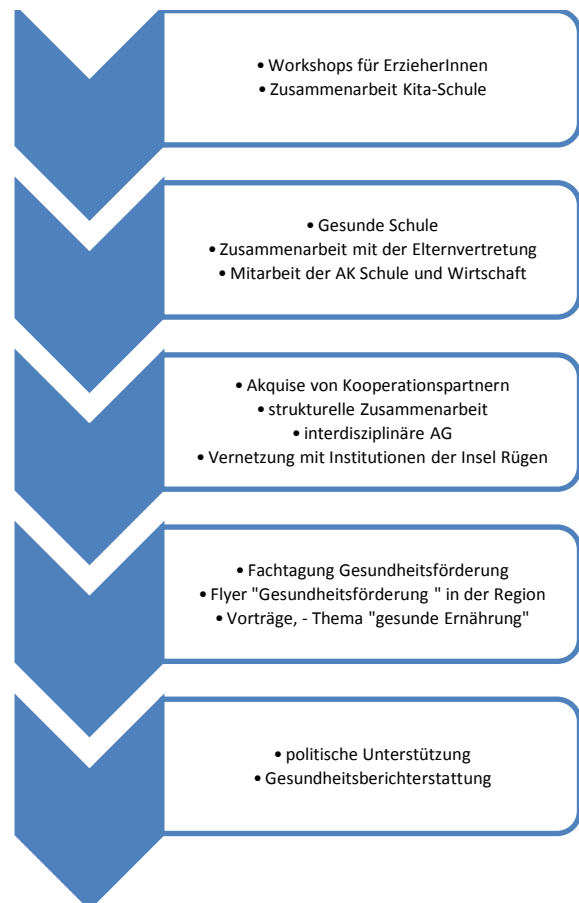 • Workshops für ErzieherInnen
• Zusammenarbeit Kita-Schule
• Gesunde Schule
• Zusammenarbeit mit der Elternvertretung
• Mitarbeit der AK Schule und Wirtschaft
• Akquise von Kooperationspartnern
• strukturelle Zusammenarbeit
• interdisziplinäre AG
• Vernetzung mit Institutionen der Insel Rügen
• Fachtagung Gesundheitsförderung
• Flyer "Gesundheitsförderung " in der Region
• Vorträge, - Thema "gesunde Ernährung"
• politische Unterstützung
• Gesundheitsberichterstattung